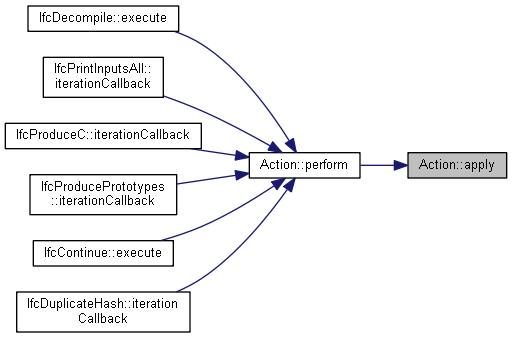 IfcDecompile::execute
IfcPrintInputsAll::
iterationCallback
IfcProduceC::iterationCallback
IfcProducePrototypes
::iterationCallback
IfcContinue::execute
IfcDuplicateHash::iteration
Callback
Action::perform
Action::apply